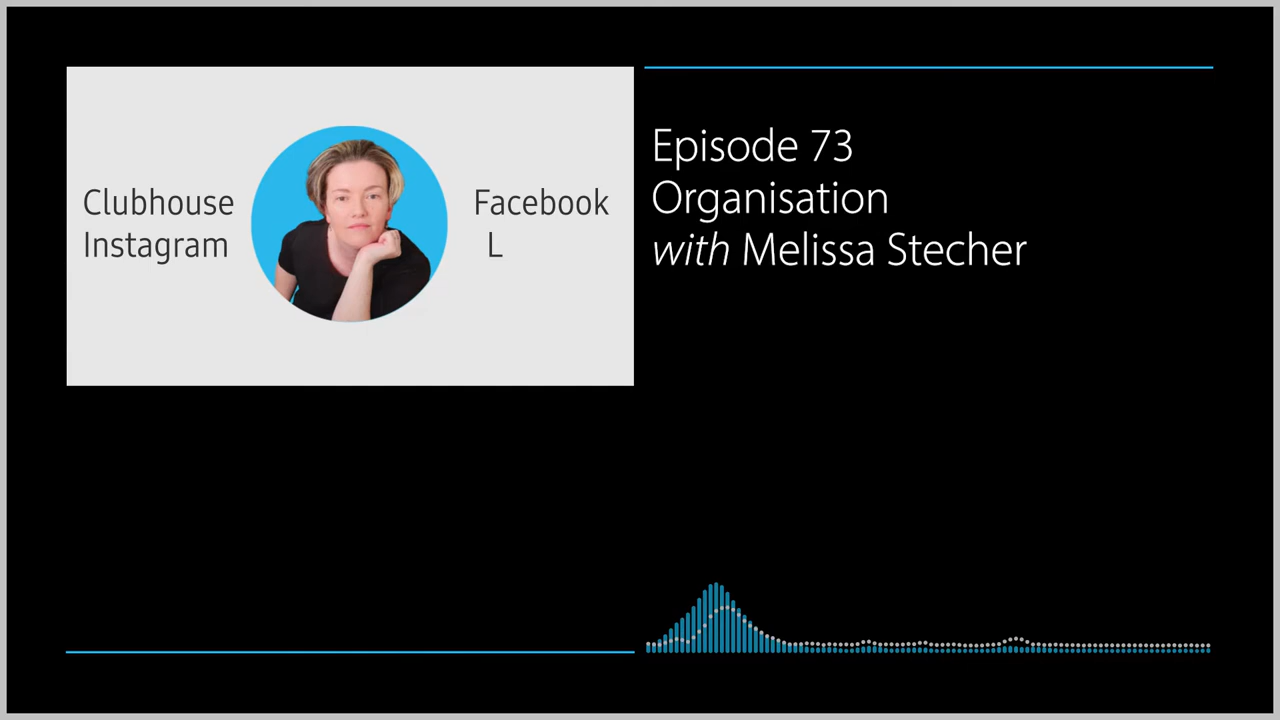 Clubhouse
Instagram
Facebook
L
Episode 73
Organisation
with Melissa Stecher